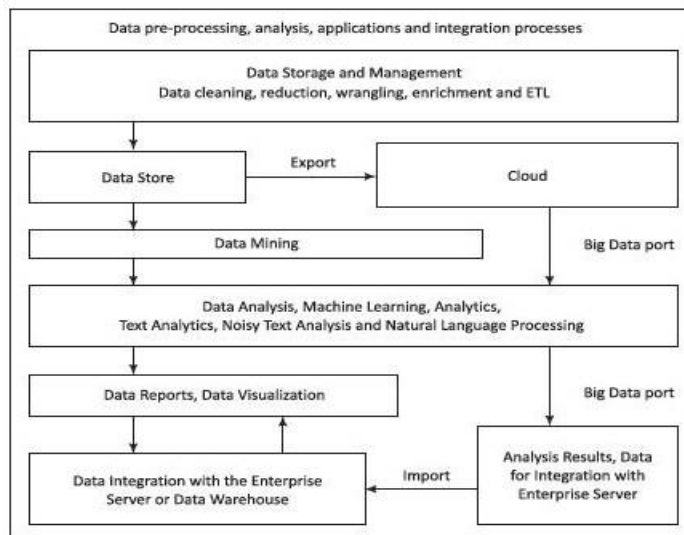 Data pre-processing, analysis, applications and integration processes
Data Storage and Management
Data cleaning, reduction, wrangling, enrichment and ETL
Data Store
Export
Cloud
Data Mining
Big Data port
Data Analysis, Machine Learning, Analytics,
Text Analytics, Noisy Text Analysis and Natural Language Processing
Data Reports, Data Visualization
Big Data port
Data Integration with the Enterprise
Server or Data Warehouse
Import
Analysis Results, Data
for Integration with
Enterprise Server